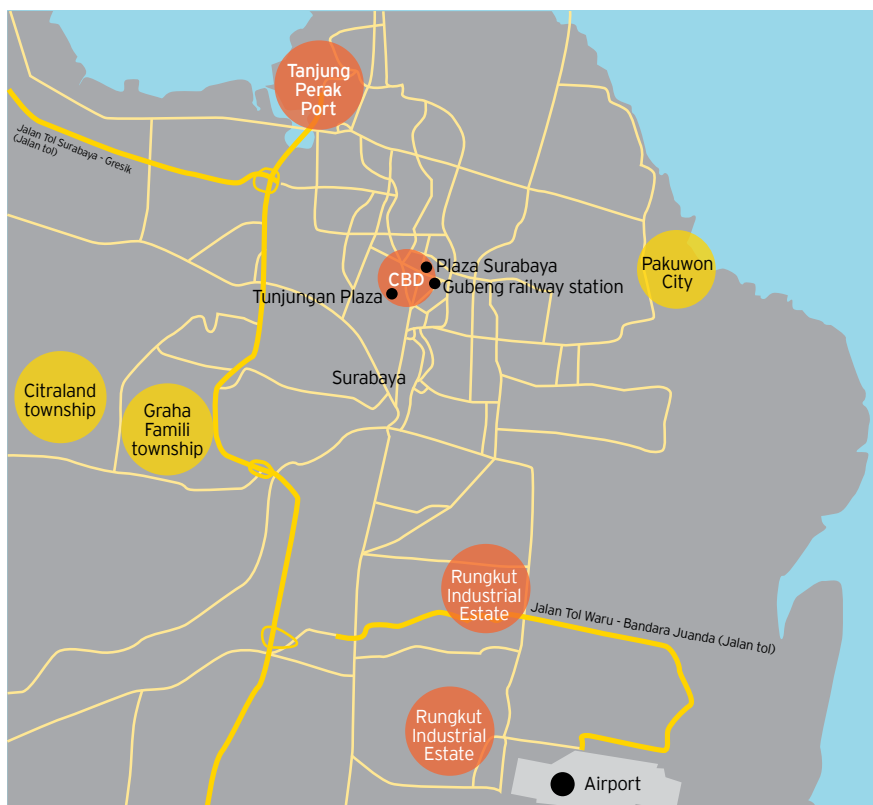 Tanjung
Perak
Port
Jalan Tol Surabaya - Gresik
(Jalan tol)
CBD
Plaza Surabaya
Gubeng railway station
Tunjungan Plaza
Pakuwon
City
Surabaya
Citraland
township
Graha
Famili
township
Rungkut
Industrial
Estate
Jalan Tol Waru - Bandara Juanda (Jalan tol)
Rungkut
Industrial
Estate
Airport